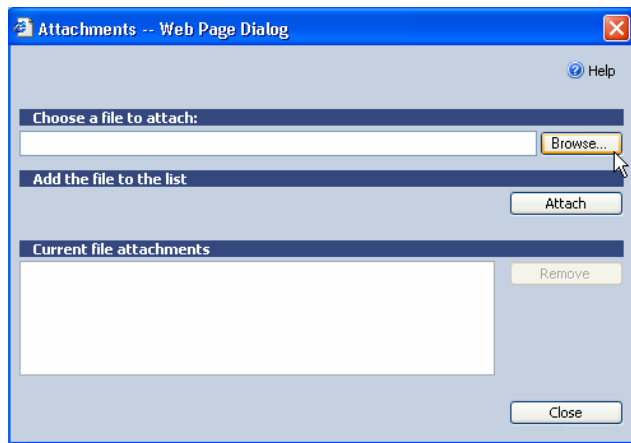 Attachments -- Web Page Dialog
Help
Choose a file to attach:
Browse...
Add the file to the list
Attach
Current file attachments
Remove
Close